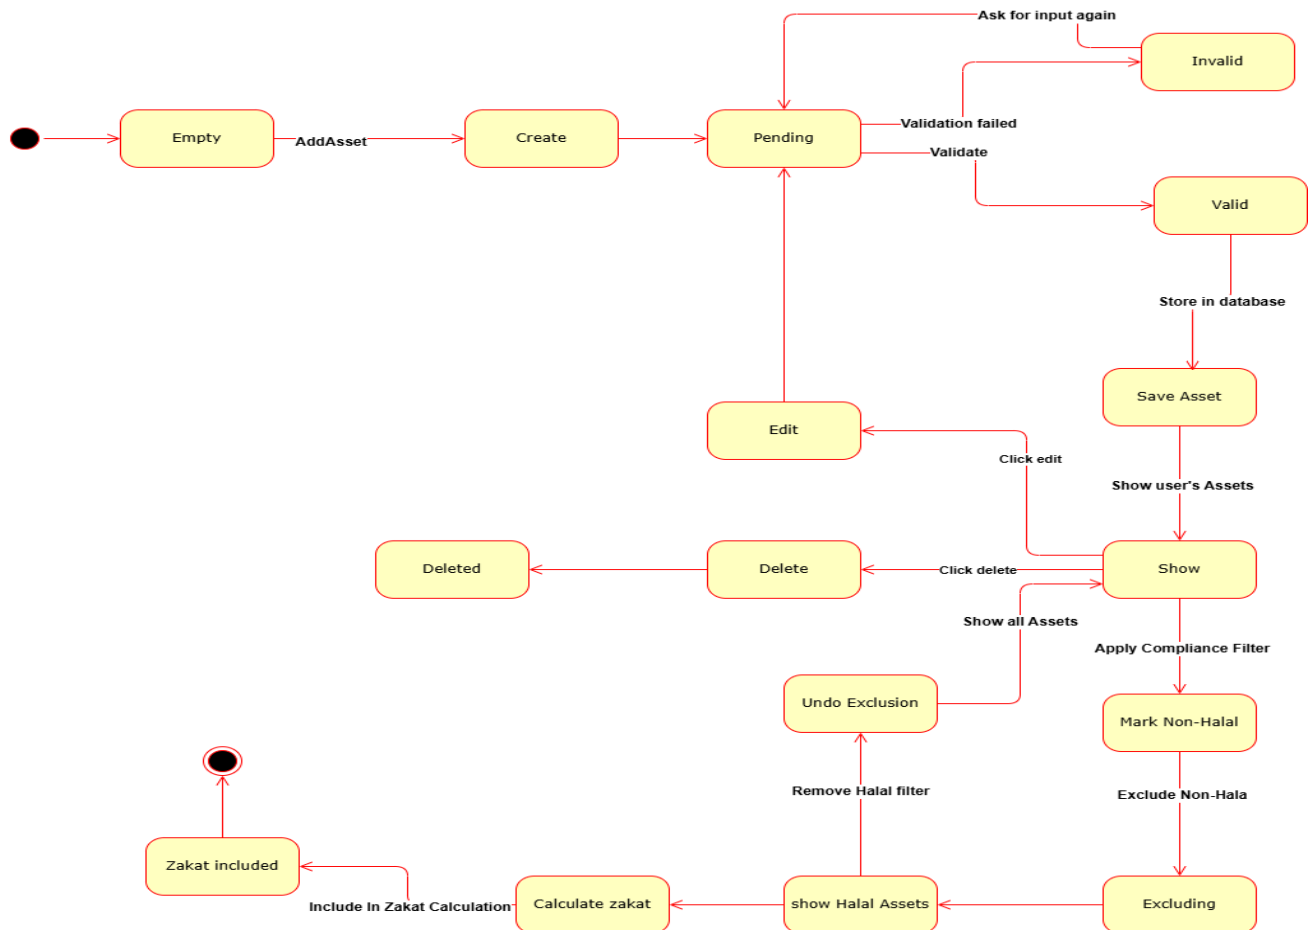 Ask for input again
Invalid
Empty
AddAsset
Create
Pending
Validation failed
Validate
Valid
Store in database
Save Asset
Edit
Click edit
Show user's Assets
Deleted
Delete
Click delete
Show
Show all Assets
Apply Compliance Filter
Undo Exclusion
Mark Non-Halal
Remove Halal filter
Exclude Non-Hala
Zakat included
Include In Zakat Calculation
Calculate zakat
show Halal Assets
Excluding